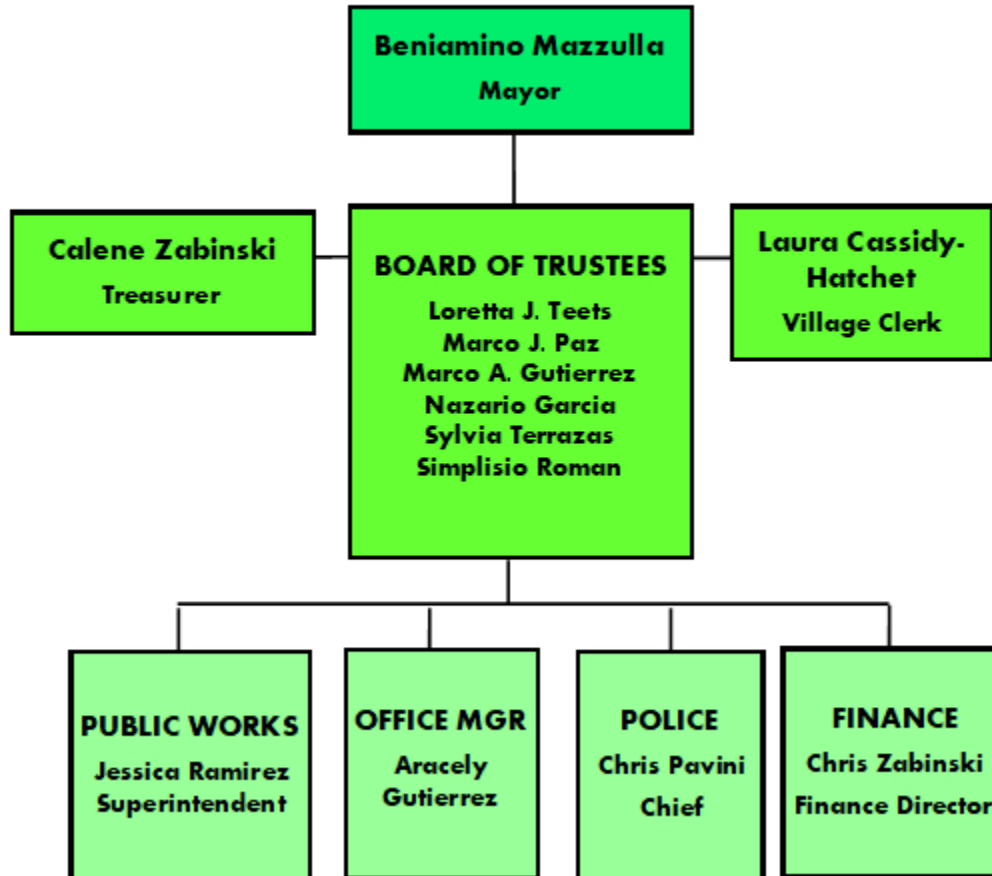 Beniamino Mazzulla
Mayor
Calene Zabinski
Treasurer
BOARD OF TRUSTEES
Loretta J. Teets
Marco J. Paz
Marco A. Gutierrez
Nazario Garcia
Sylvia Terrazas
Simplisio Roman
Laura Cassidy-
Hatchet
Village Clerk
PUBLIC WORKS
Jessica Ramirez
Superintendent
OFFICE MGR
Aracely
Gutierrez
POLICE
Chris Pavini
Chief
FINANCE
Chris Zabinski
Finance Director